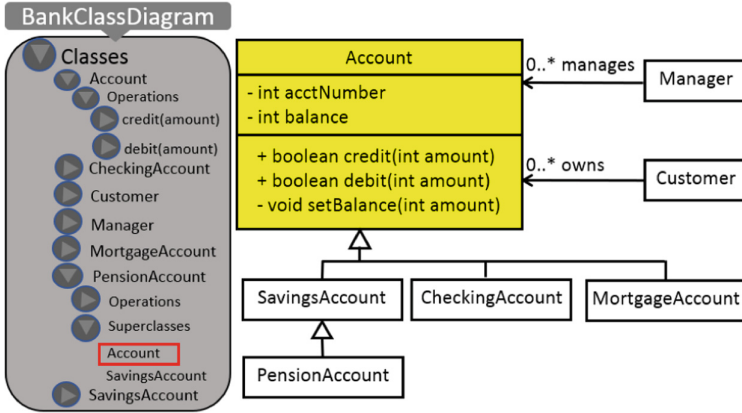 BankClassDiagram
Classes
Account
Operations
credit(amount)
debit(amount)
CheckingAccount
Customer
Manager
MortgageAccount
PensionAccount
Operations
Superclasses
Account
SavingsAccount
SavingsAccount
Account
- int acctNumber
- int balance
+ boolean credit(int amount)
+ boolean debit(int amount)
- void setBalance(int amount)
0..* manages
Manager
0..* owns
Customer
SavingsAccount
CheckingAccount
MortgageAccount
PensionAccount